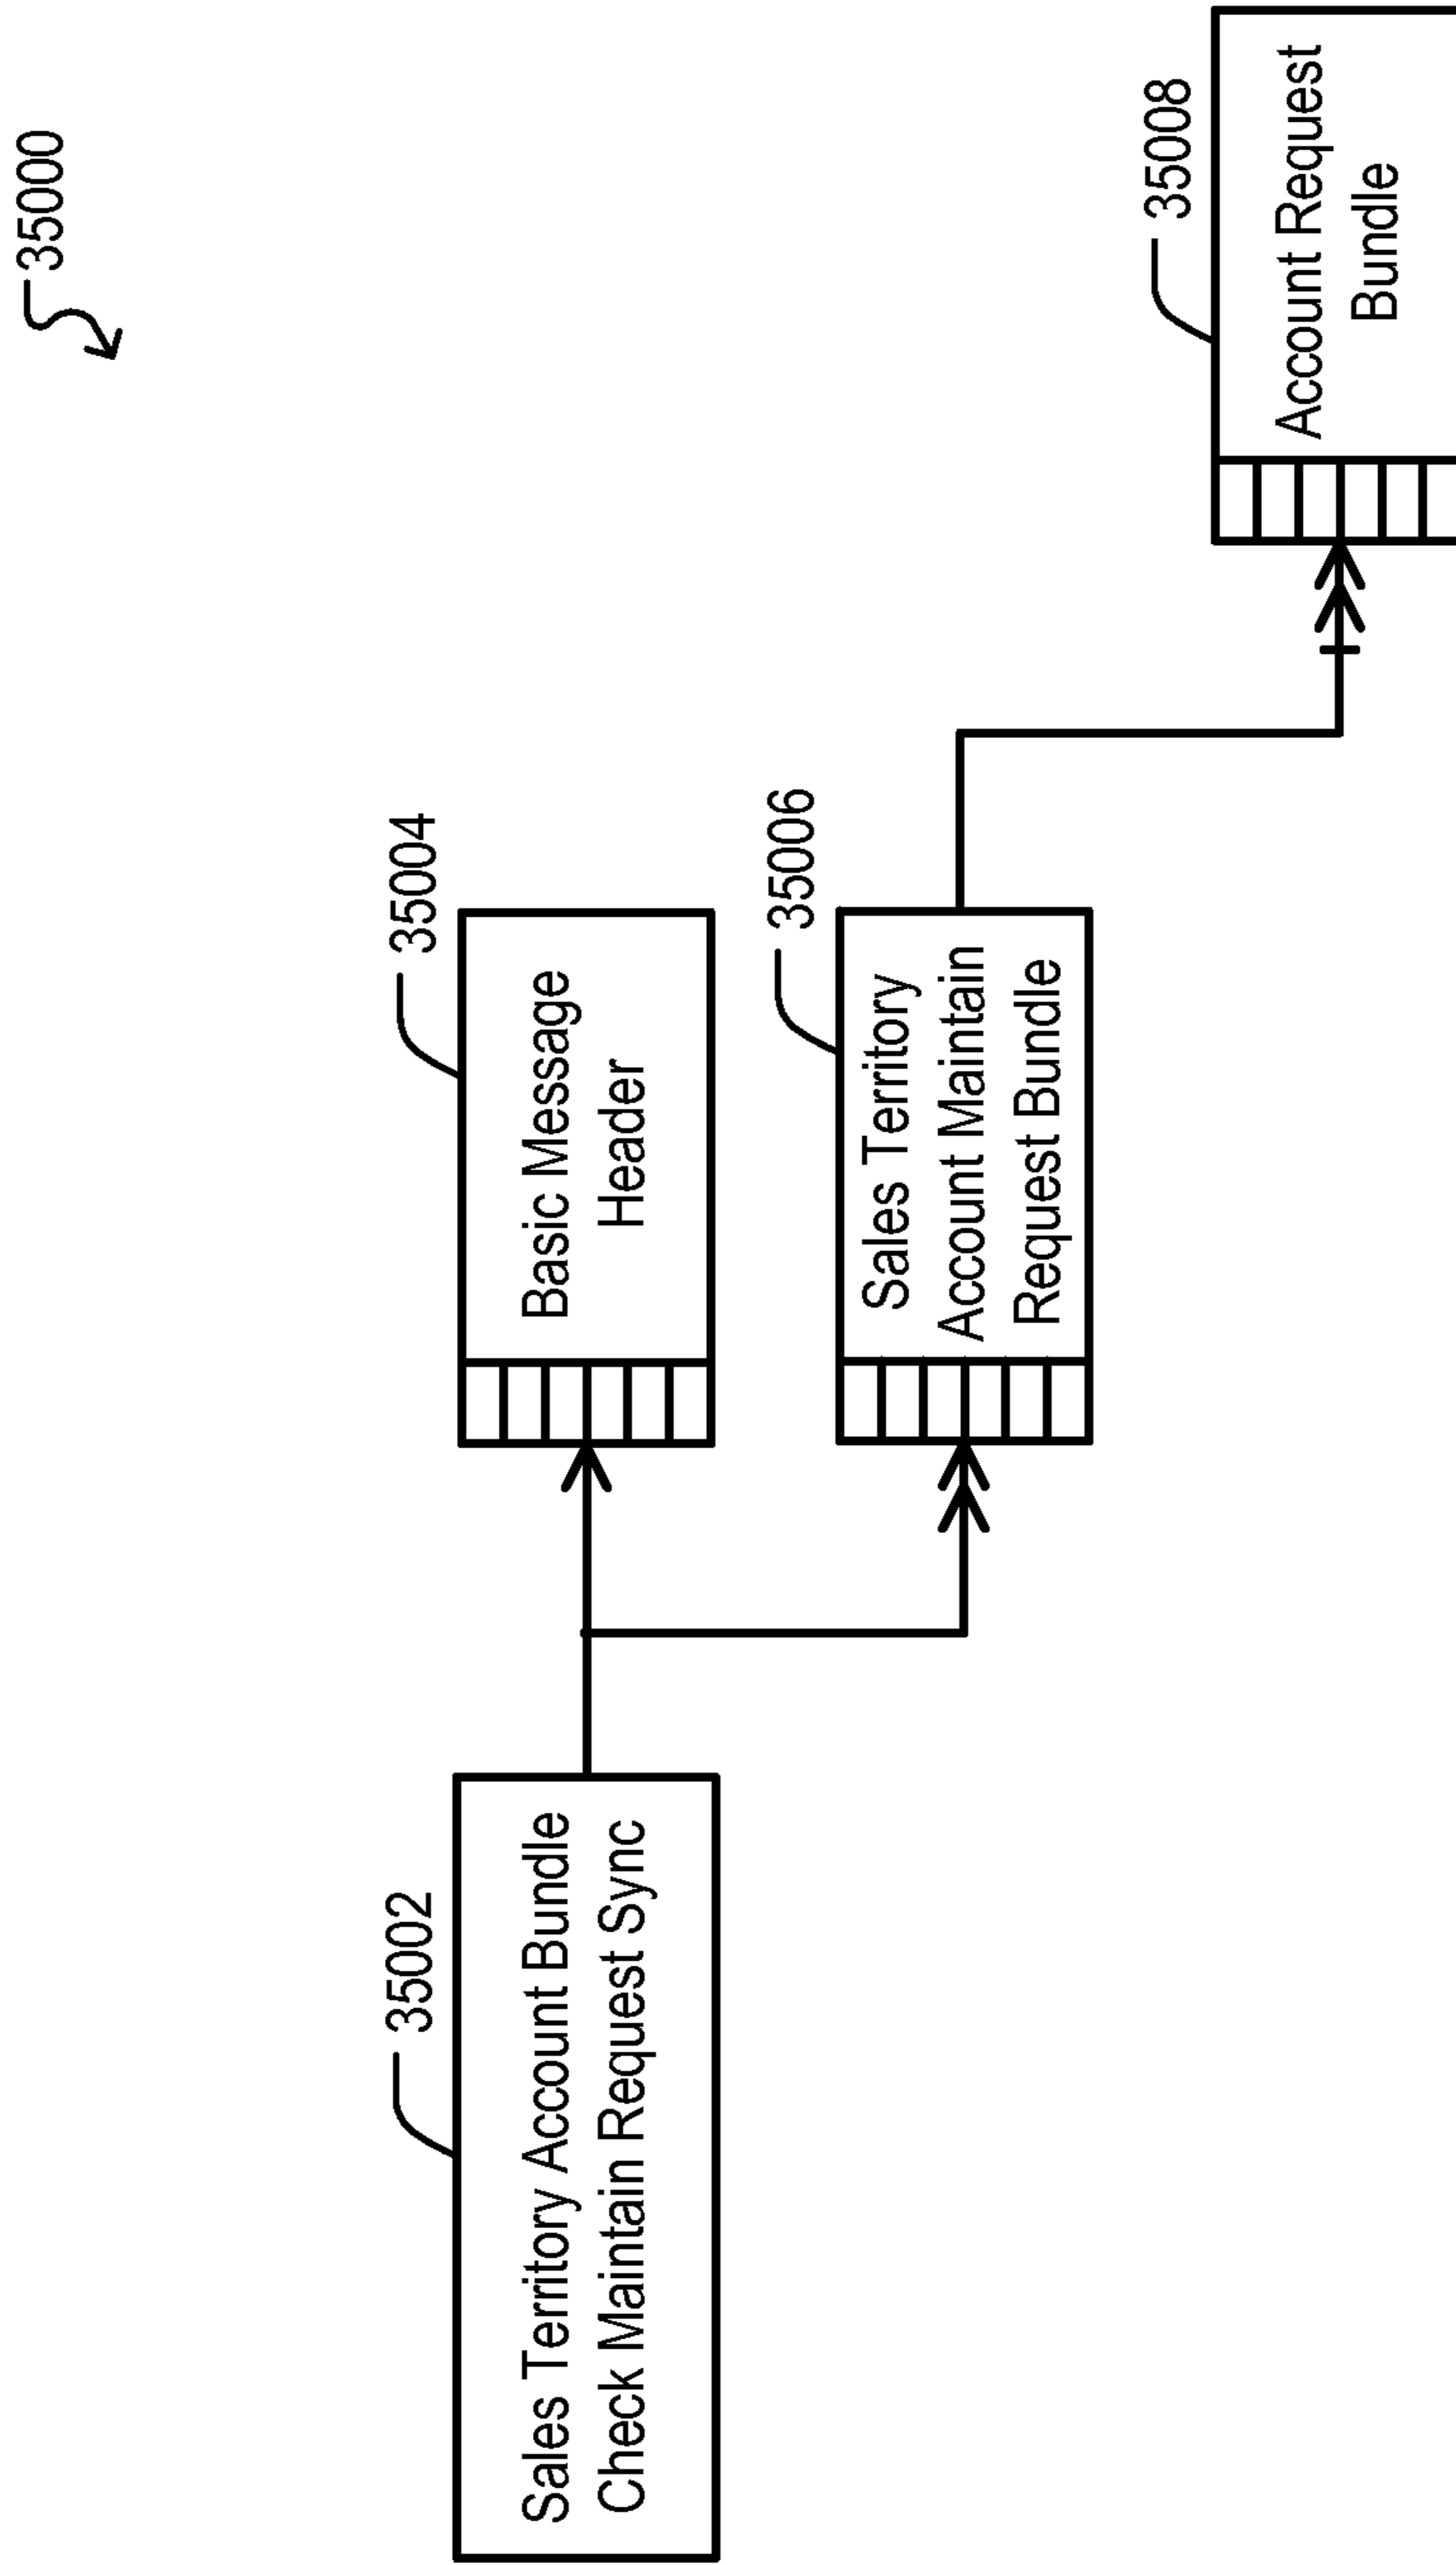 35000
35002
Sales Territory Account Bundle
Check Maintain Request Sync
35004
Basic Message
Header
35006
Sales Territory
Account Maintain
Request Bundle
35008
Account Request
Bundle